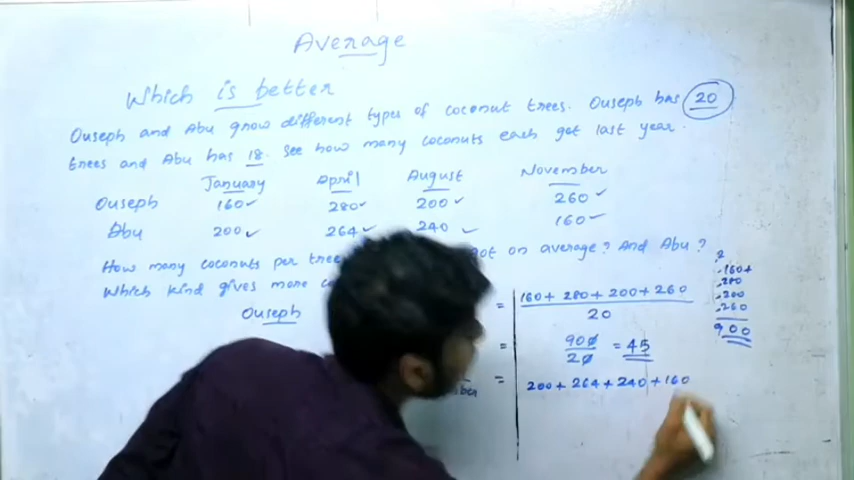 Average
Which is better
Ouseph and Abu grow different types of coconut trees. Ouseph has 20
trees and Abu has 18. see how many coconuts each got last year.
January April August November
Ouseph 160 280 200 260
Abu 200 264 240 160
How many coconuts per tree got on average? And Abu?
Which kind gives more
Ouseph
= 160 + 280 + 200 + 260
20
= 900
20
= 45
= 200 + 264 + 240 + 160
2
160+
280
200
260
900